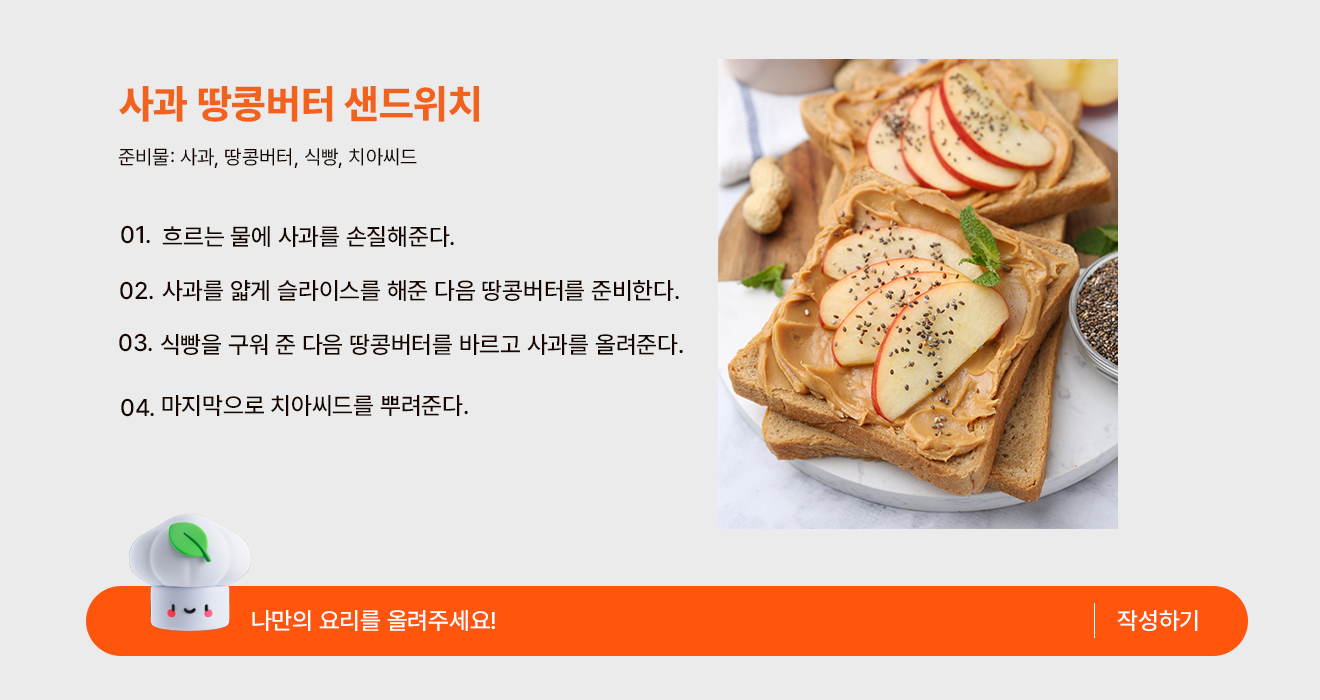 사과 땅콩버터 샌드위치
준비물: 사과, 땅콩버터, 식빵, 치아씨드
01. 흐르는 물에 사과를 손질해준다.
02. 사과를 얇게 슬라이스를 해준 다음 땅콩버터를 준비한다.
03. 식빵을 구워 준 다음 땅콩버터를 바르고 사과를 올려준다.
04. 마지막으로 치아씨드를 뿌려준다.
나만의 요리를 올려주세요!
작성하기